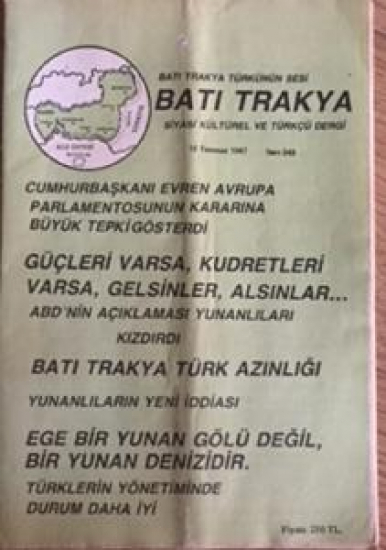 BATI TRAKYA TÜRKÜNÜN SESİ
BATI TRAKYA
SİYASİ KÜLTÜREL VE TÜRKÇÜ DERGİ
15 Temmuz 1987
CUMHURBAŞKANI EVREN AVRUPA
PARLAMENTOSUNUN KARARINA
BÜYÜK TEPKİ GÖSTERDİ
GÜÇLERİ VARSA, KUDRETLERİ
VARSA, GELSİNLER, ALSINLAR...
ABD'NİN AÇIKLAMASI YUNANLILARI
KIZDIRDI
BATI TRAKYA TÜRK AZINLIĞI
YUNANLILARIN YENİ İDDİASI
EGE BİR YUNAN GÖLÜ DEĞİL,
BİR YUNAN DENİZİDİR.
TÜRKLERİN YÖNETİMİNDE
DURUM DAHA İYİ
Fiyatı 250 TL.